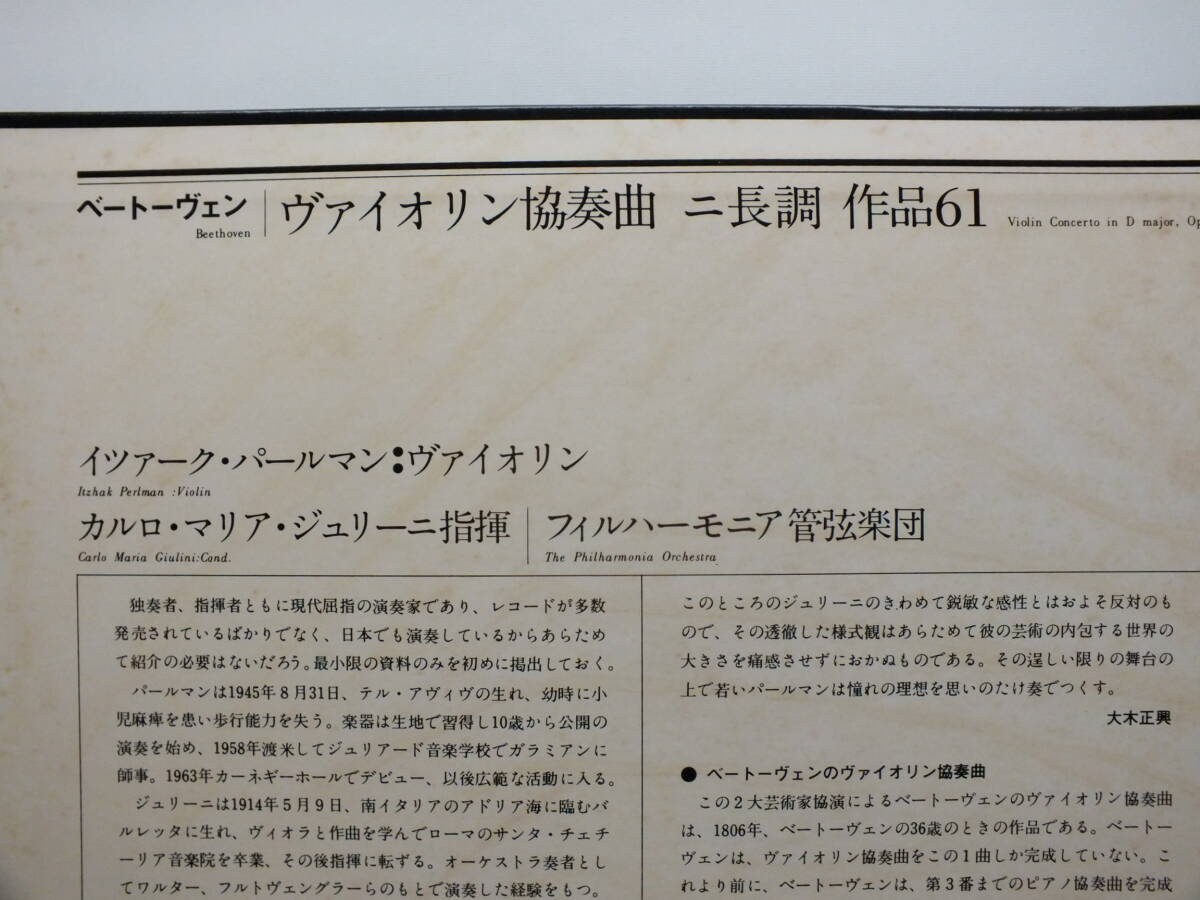 ベートーヴェン
Beethoven
ヴァイオリン協奏曲 ニ長調 作品61
Violin Concerto in D major, Op
イツァーク・パールマン:ヴァイオリン
Itzhak Perlman :Violin
カルロ・マリア・ジュリーニ指揮
Carlo Maria Giulini:Cond.
フィルハーモニア管弦楽団
The Philharmonia Orchestra
独奏者、指揮者ともに現代屈指の演奏家であり、レコードが多数
発売されているばかりでなく、日本でも演奏しているからあらため
て紹介の必要はないだろう。最小限の資料のみを初めに掲出しておく。
パールマンは1945年8月31日、テル・アヴィヴの生れ、幼時に小
児麻痺を患い歩行能力を失う。楽器は生地で習得し10歳から公開の
演奏を始め、1958年渡米してジュリアード音楽学校でガラミアンに
師事。1963年カーネギーホールでデビュー、以後広範な活動に入る。
ジュリーニは1914年5月9日、南イタリアのアドリア海に臨むバ
ルレッタに生れ、ヴィオラと作曲を学んでローマのサンタ・チェチ
ーリア音楽院を卒業、その後指揮に転ずる。オーケストラ奏者とし
てワルター、フルトヴェングラーらのもとで演奏した経験をもつ。
このところのジュリーニのきわめて鋭敏な感性とはおよそ反対のも
ので、その透徹した様式観はあらためて彼の芸術の内包する世界の
大きさを痛感させずにおかぬものである。その逞しい限りの舞台の
上で若いパールマンは憧れの理想を思いのたけ奏でつくす。
大木正興
● ベートーヴェンのヴァイオリン協奏曲
この2大芸術家協演によるベートーヴェンのヴァイオリン協奏曲
は、1806年、ベートーヴェンの36歳のときの作品である。ベートー
ヴェンは、ヴァイオリン協奏曲をこの1曲しか完成していない。こ
れより前に、ベートーヴェンは、第3番までのピアノ協奏曲を完成